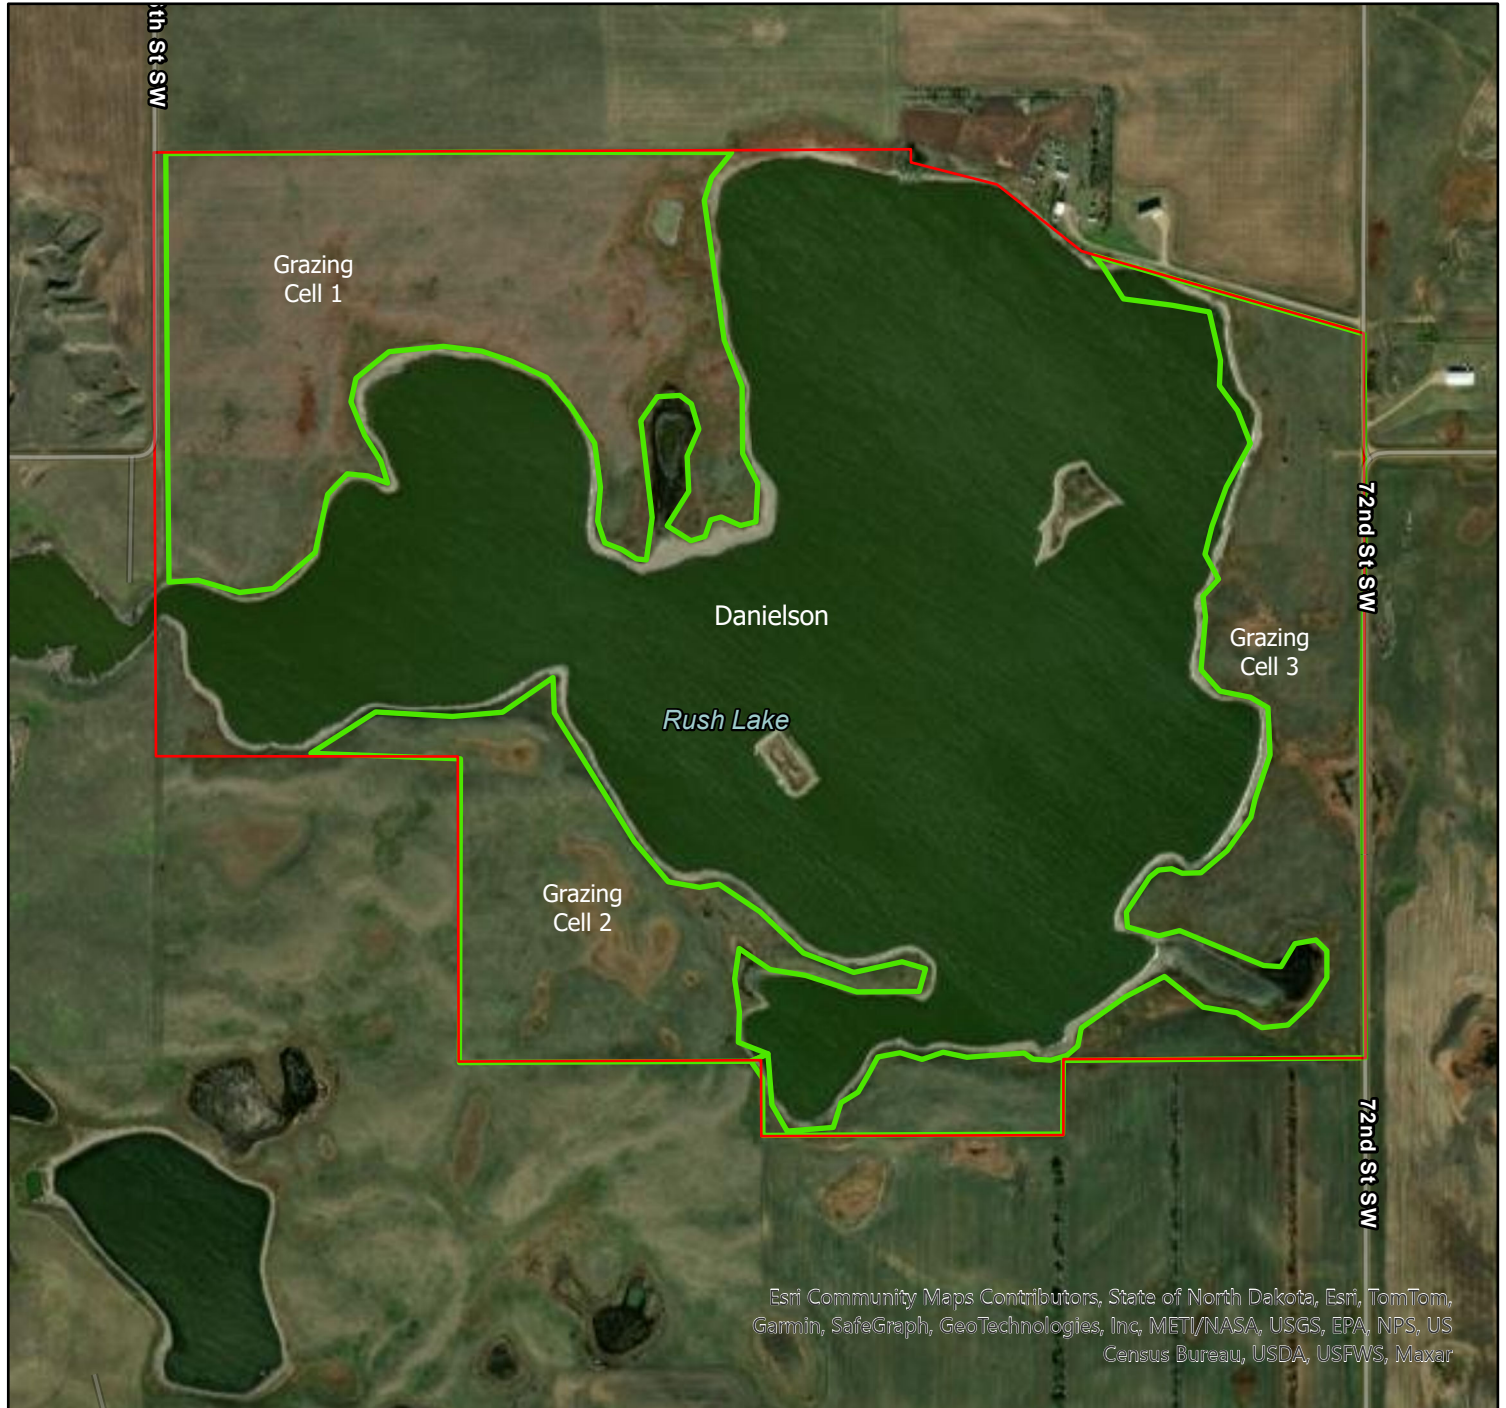 th St SW
Grazing
Cell 1
72nd St SW
Danielson
Grazing
Cell 3
Rush Lake
Grazing
Cell 2
72nd St SW
Esri Community Maps Contributors, State of North Dakota, Esri, TomTom,
Garmin, SafeGraph, GeoTechnologies, Inc, METI/NASA, USGS, EPA, NPS, US
Census Bureau, USDA, USFWS, Maxar